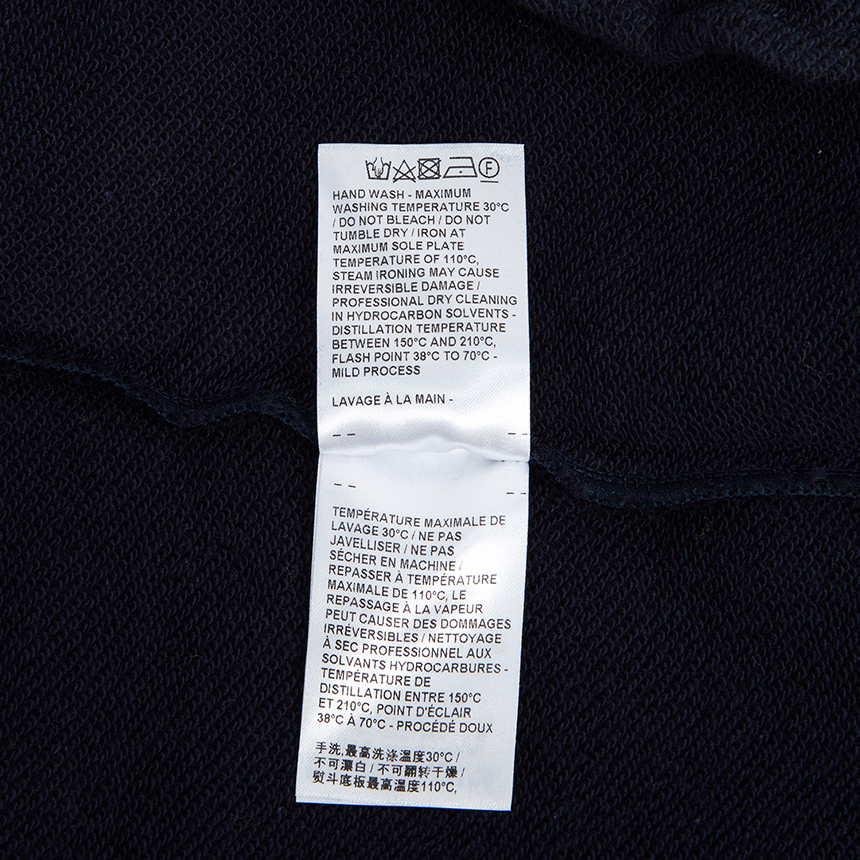 F
HAND WASH - MAXIMUM
WASHING TEMPERATURE 30°C
/ DO NOT BLEACH / DO NOT
TUMBLE DRY / IRON AT
MAXIMUM SOLE PLATE
TEMPERATURE OF 110°C,
STEAM IRONING MAY CAUSE
IRREVERSIBLE DAMAGE /
PROFESSIONAL DRY CLEANING
IN HYDROCARBON SOLVENTS -
DISTILLATION TEMPERATURE
BETWEEN 150°C AND 210°C,
FLASH POINT 38°C TO 70°C -
MILD PROCESS
LAVAGE À LA MAIN -
TEMPÉRATURE MAXIMALE DE
LAVAGE 30°C / NE PAS
JAVELLISER / NE PAS
SÉCHER EN MACHINE /
REPASSER À TEMPÉRATURE
MAXIMALE DE 110°C, LE
REPASSAGE À LA VAPEUR
PEUT CAUSER DES DOMMAGES
IRRÉVERSIBLES / NETTOYAGE
À SEC PROFESSIONNEL AUX
SOLVANTS HYDROCARBURES -
TEMPÉRATURE DE
DISTILLATION ENTRE 150°C
ET 210°C, POINT D'ÉCLAIR
38°C À 70°C - PROCÉDÉ DOUX
手洗,最高洗涤温度30°C /
不可漂白 / 不可翻转干燥 /
熨斗底板最高温度110°C,